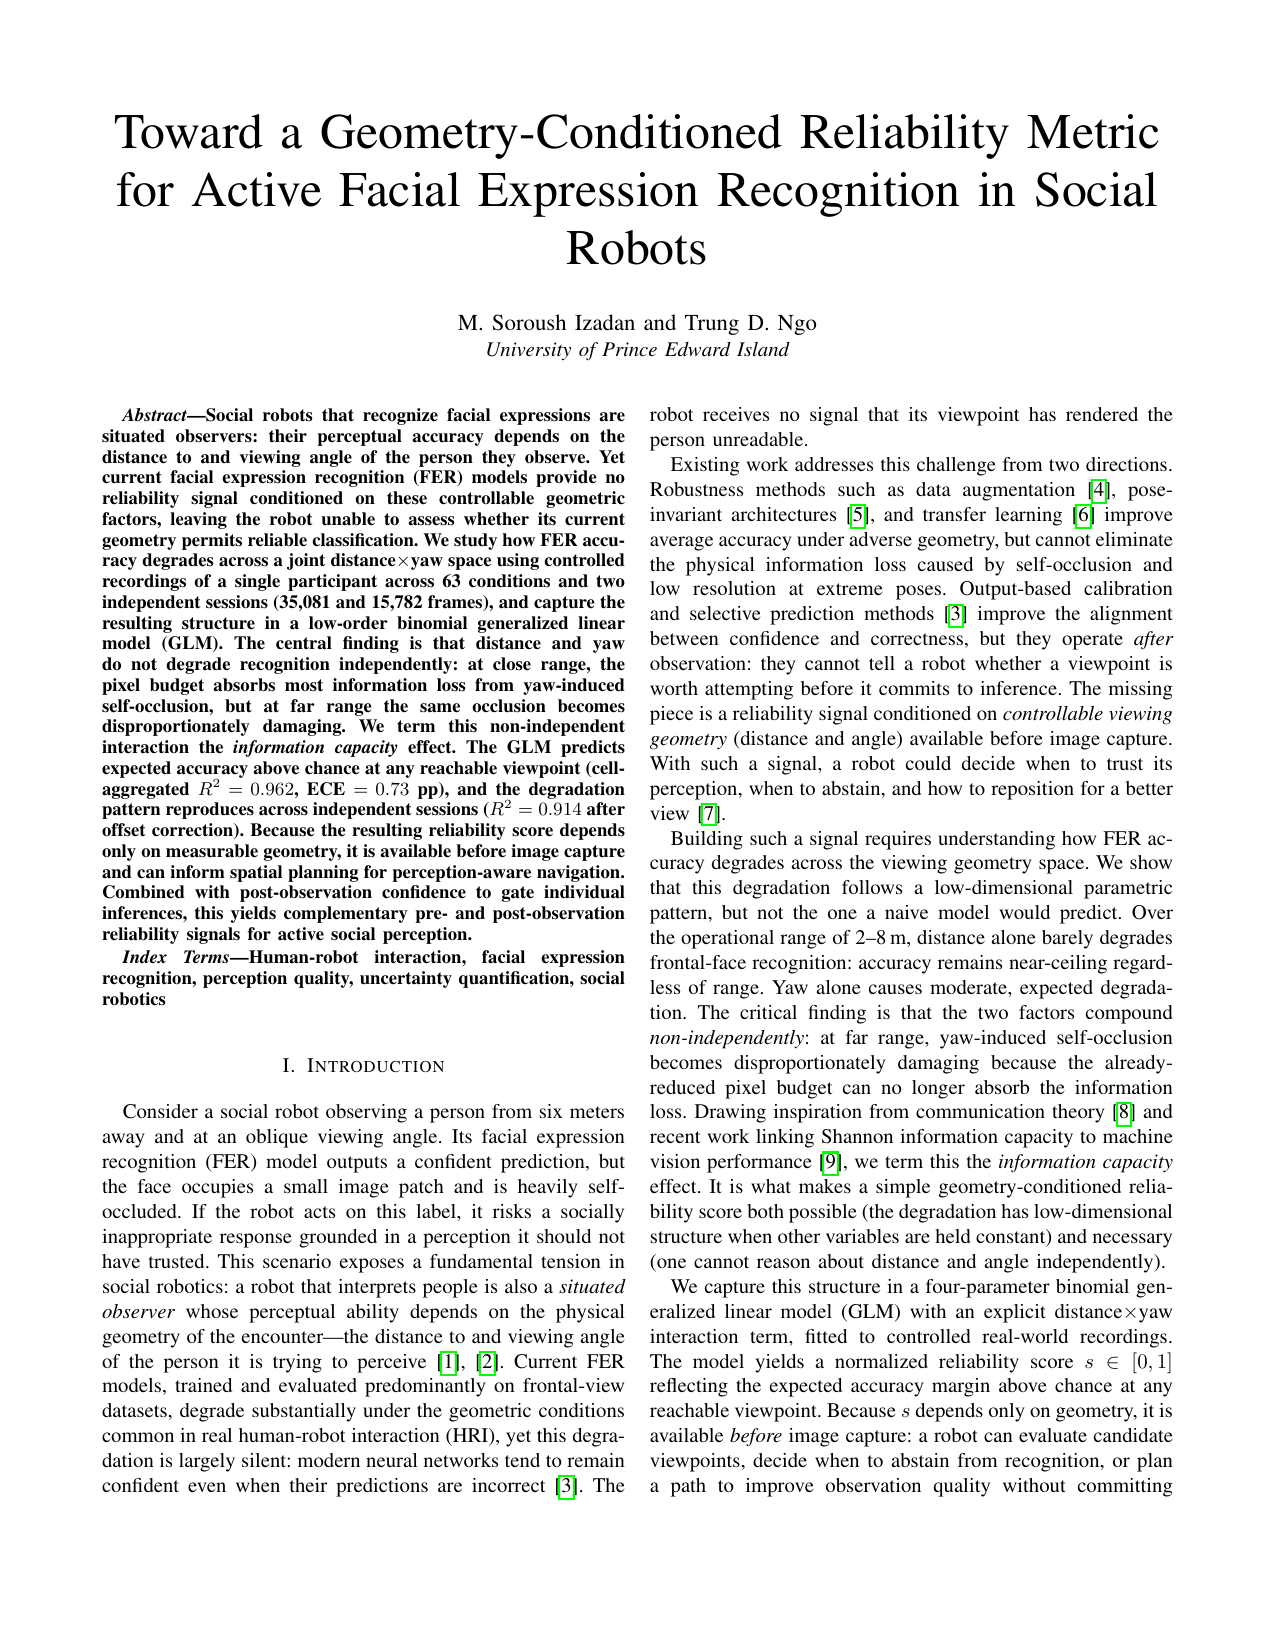 Toward a Geometry-Conditioned Reliability Metric
for Active Facial Expression Recognition in Social
Robots
M. Soroush Izadan and Trung D. Ngo
University of Prince Edward Island
Abstract—Social robots that recognize facial expressions are
situated observers: their perceptual accuracy depends on the
distance to and viewing angle of the person they observe. Yet
current facial expression recognition (FER) models provide no
reliability signal conditioned on these controllable geometric
factors, leaving the robot unable to assess whether its current
geometry permits reliable classification. We study how FER accu-
racy degrades across a joint distance×yaw space using controlled
recordings of a single participant across 63 conditions and two
independent sessions (35,081 and 15,782 frames), and capture the
resulting structure in a low-order binomial generalized linear
model (GLM). The central finding is that distance and yaw
do not degrade recognition independently: at close range, the
pixel budget absorbs most information loss from yaw-induced
self-occlusion, but at far range the same occlusion becomes
disproportionately damaging. We term this non-independent
interaction the information capacity effect. The GLM predicts
expected accuracy above chance at any reachable viewpoint (cell-
aggregated R² = 0.962, ECE = 0.73 pp), and the degradation
pattern reproduces across independent sessions (R² = 0.914 after
offset correction). Because the resulting reliability score depends
only on measurable geometry, it is available before image capture
and can inform spatial planning for perception-aware navigation.
Combined with post-observation confidence to gate individual
inferences, this yields complementary pre- and post-observation
reliability signals for active social perception.
Index Terms—Human-robot interaction, facial expression
recognition, perception quality, uncertainty quantification, social
robotics
I. INTRODUCTION
Consider a social robot observing a person from six meters
away and at an oblique viewing angle. Its facial expression
recognition (FER) model outputs a confident prediction, but
the face occupies a small image patch and is heavily self-
occluded. If the robot acts on this label, it risks a socially
inappropriate response grounded in a perception it should not
have trusted. This scenario exposes a fundamental tension in
social robotics: a robot that interprets people is also a situated
observer whose perceptual ability depends on the physical
geometry of the encounter—the distance to and viewing angle
of the person it is trying to perceive [1], [2]. Current FER
models, trained and evaluated predominantly on frontal-view
datasets, degrade substantially under the geometric conditions
common in real human-robot interaction (HRI), yet this degra-
dation is largely silent: modern neural networks tend to remain
confident even when their predictions are incorrect [3]. The
robot receives no signal that its viewpoint has rendered the
person unreadable.
Existing work addresses this challenge from two directions.
Robustness methods such as data augmentation [4], pose-
invariant architectures [5], and transfer learning [6] improve
average accuracy under adverse geometry, but cannot eliminate
the physical information loss caused by self-occlusion and
low resolution at extreme poses. Output-based calibration
and selective prediction methods [3] improve the alignment
between confidence and correctness, but they operate after
observation: they cannot tell a robot whether a viewpoint is
worth attempting before it commits to inference. The missing
piece is a reliability signal conditioned on controllable viewing
geometry (distance and angle) available before image capture.
With such a signal, a robot could decide when to trust its
perception, when to abstain, and how to reposition for a better
view [7].
Building such a signal requires understanding how FER ac-
curacy degrades across the viewing geometry space. We show
that this degradation follows a low-dimensional parametric
pattern, but not the one a naive model would predict. Over
the operational range of 2–8 m, distance alone barely degrades
frontal-face recognition: accuracy remains near-ceiling regard-
less of range. Yaw alone causes moderate, expected degrada-
tion. The critical finding is that the two factors compound
non-independently: at far range, yaw-induced self-occlusion
becomes disproportionately damaging because the already-
reduced pixel budget can no longer absorb the information
loss. Drawing inspiration from communication theory [8] and
recent work linking Shannon information capacity to machine
vision performance [9], we term this the information capacity
effect. It is what makes a simple geometry-conditioned relia-
bility score both possible (the degradation has low-dimensional
structure when other variables are held constant) and necessary
(one cannot reason about distance and angle independently).
We capture this structure in a four-parameter binomial gen-
eralized linear model (GLM) with an explicit distance×yaw
interaction term, fitted to controlled real-world recordings.
The model yields a normalized reliability score s ∈ [0, 1]
reflecting the expected accuracy margin above chance at any
reachable viewpoint. Because s depends only on geometry, it is
available before image capture: a robot can evaluate candidate
viewpoints, decide when to abstain from recognition, or plan
a path to improve observation quality without committing